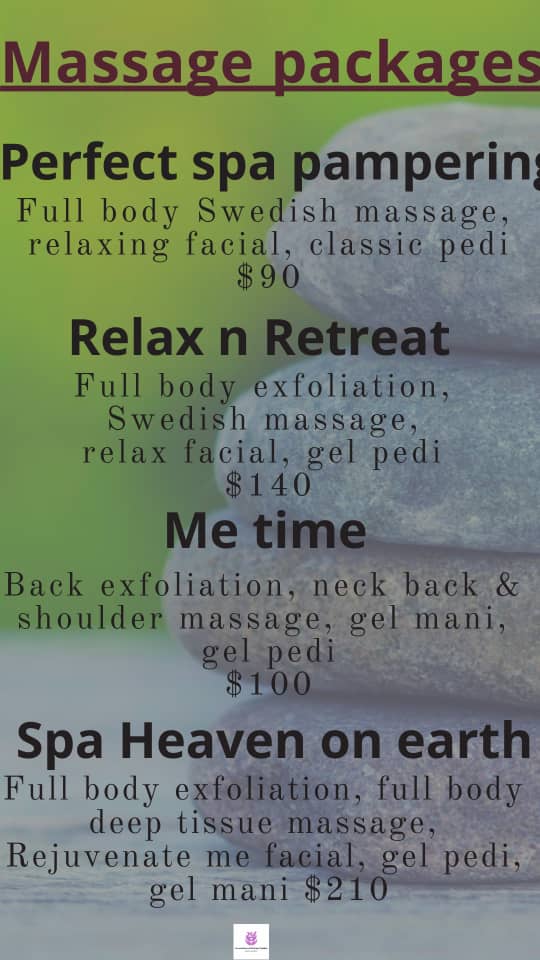 Massage packages
Perfect spa pampering
Full body Swedish massage,
relaxing facial, classic pedi
$90
Relax n Retreat
Full body exfoliation,
Swedish massage,
relax facial, gel pedi
$140
Me time
Back exfoliation, neck back &
shoulder massage, gel mani,
gel pedi
$100
Spa Heaven on earth
Full body exfoliation, full body
deep tissue massage,
Rejuvenate me facial, gel pedi,
gel mani $210